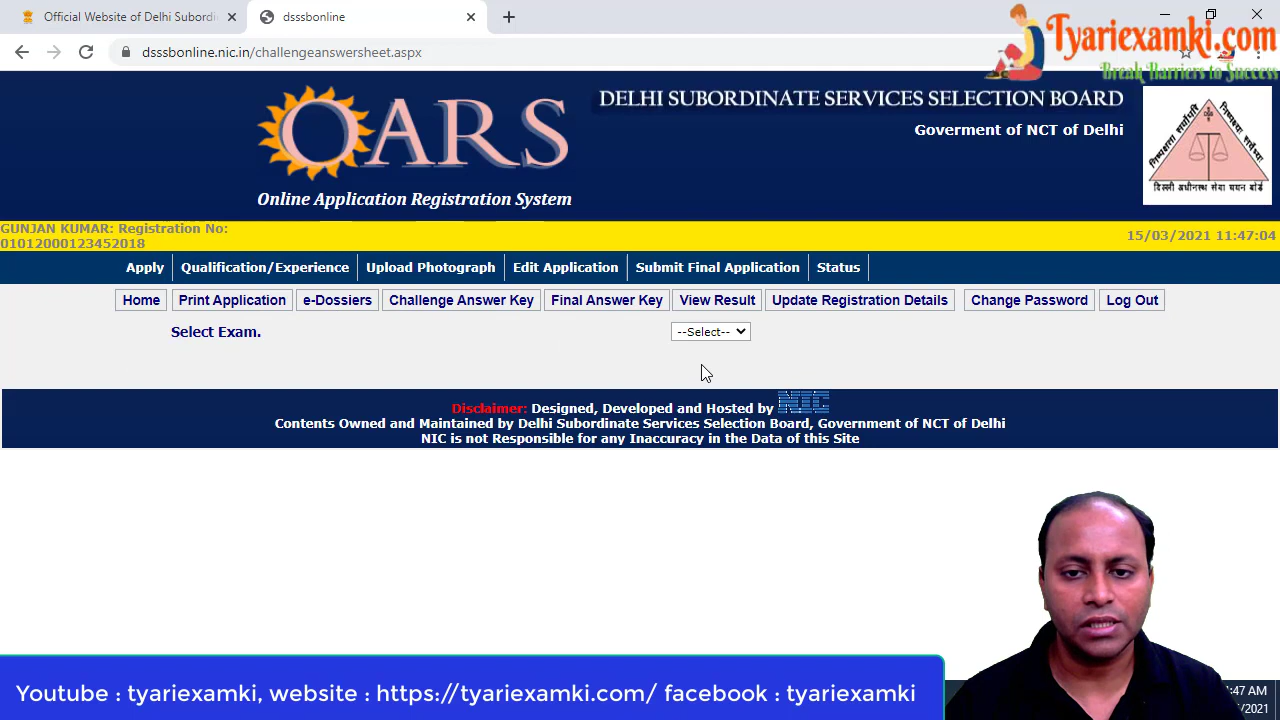 Official Website of Delhi Subordi
dsssbonline
dsssbonline.nic.in/challengeanswersheet.aspx
Tyariexamki.com
Break Barriers to Success
OARS
Online Application Registration System
DELHI SUBORDINATE SERVICES SELECTION BOARD
Goverment of NCT of Delhi
दिल्ली अधीनस्थ सेवा चयन बोर्ड
GUNJAN KUMAR: Registration No:
01012000123452018
15/03/2021 11:47:04
Apply Qualification/Experience Upload Photograph Edit Application Submit Final Application Status
Home Print Application e-Dossiers Challenge Answer Key Final Answer Key View Result Update Registration Details Change Password Log Out
Select Exam. --Select--
Disclaimer: Designed, Developed and Hosted by NIC
Contents Owned and Maintained by Delhi Subordinate Services Selection Board, Government of NCT of Delhi
NIC is not Responsible for any Inaccuracy in the Data of this Site
Youtube : tyariexamki, website : https://tyariexamki.com/ facebook : tyariexamki
:47 AM
/2021